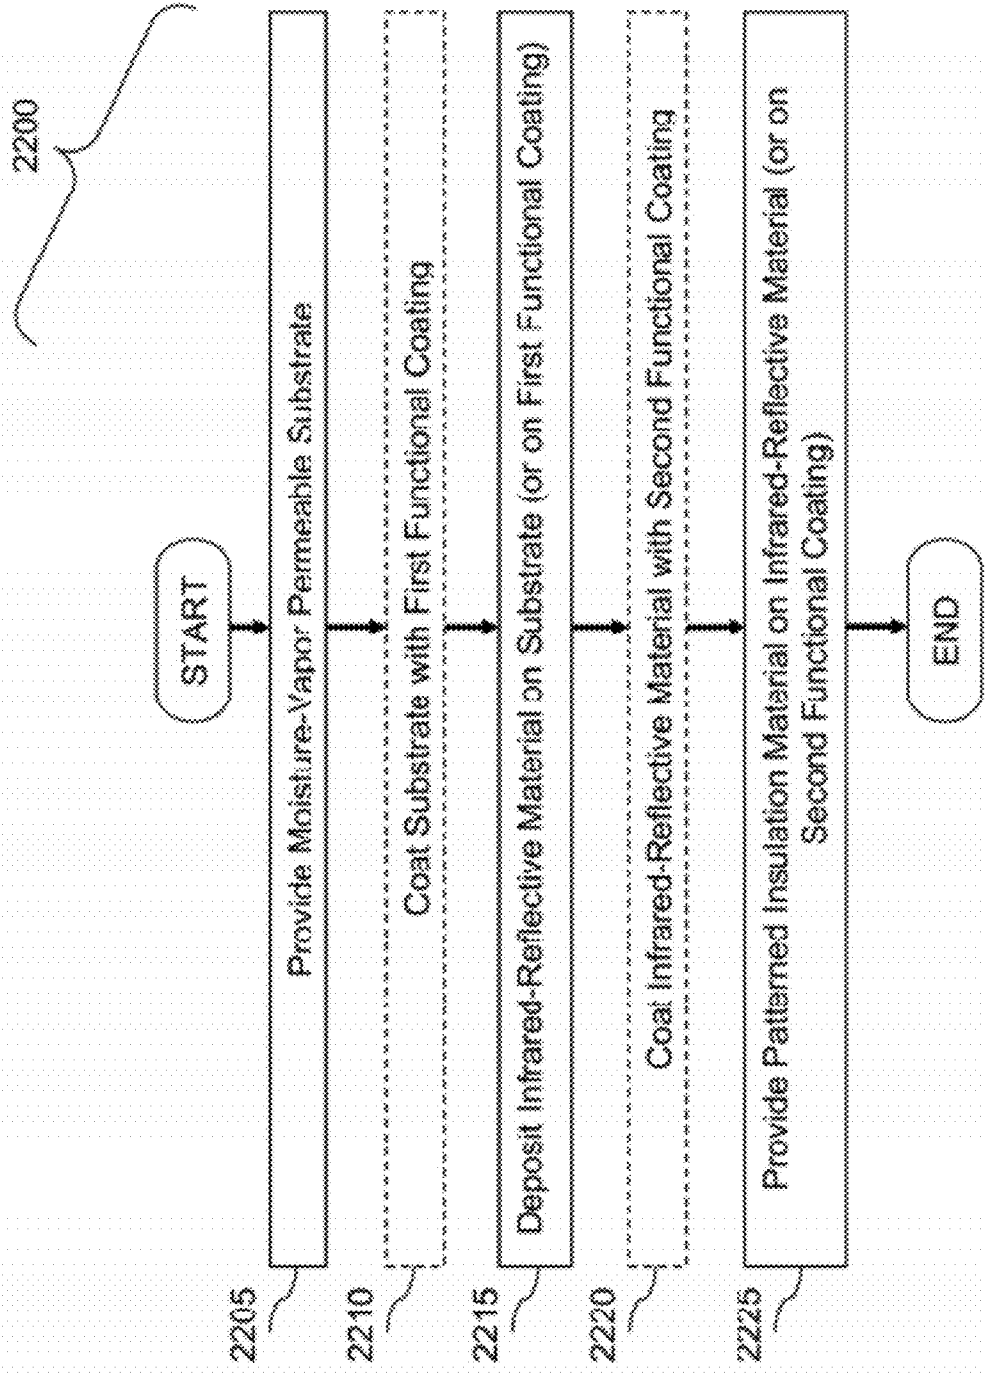 2200
START
2205
Provide Moisture-Vapor Permeable Substrate
2210
Coat Substrate with First Functional Coating
2215
Deposit Infrared-Reflective Material on Substrate (or on First Functional Coating)
2220
Coat Infrared-Reflective Material with Second Functional Coating
2225
Provide Patterned Insulation Material on Infrared-Reflective Material (or on
Second Functional Coating)
END